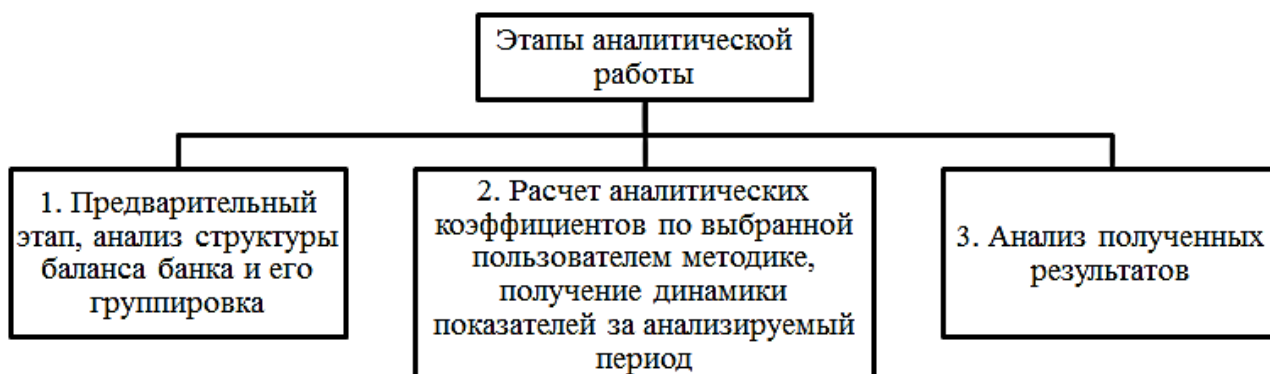 Этапы аналитической
работы
1. Предварительный
этап, анализ структуры
баланса банка и его
группировка
2. Расчет аналитических
коэффициентов по выбранной
пользователем методике,
получение динамики
показателей за анализируемый
период
3. Анализ полученных
результатов